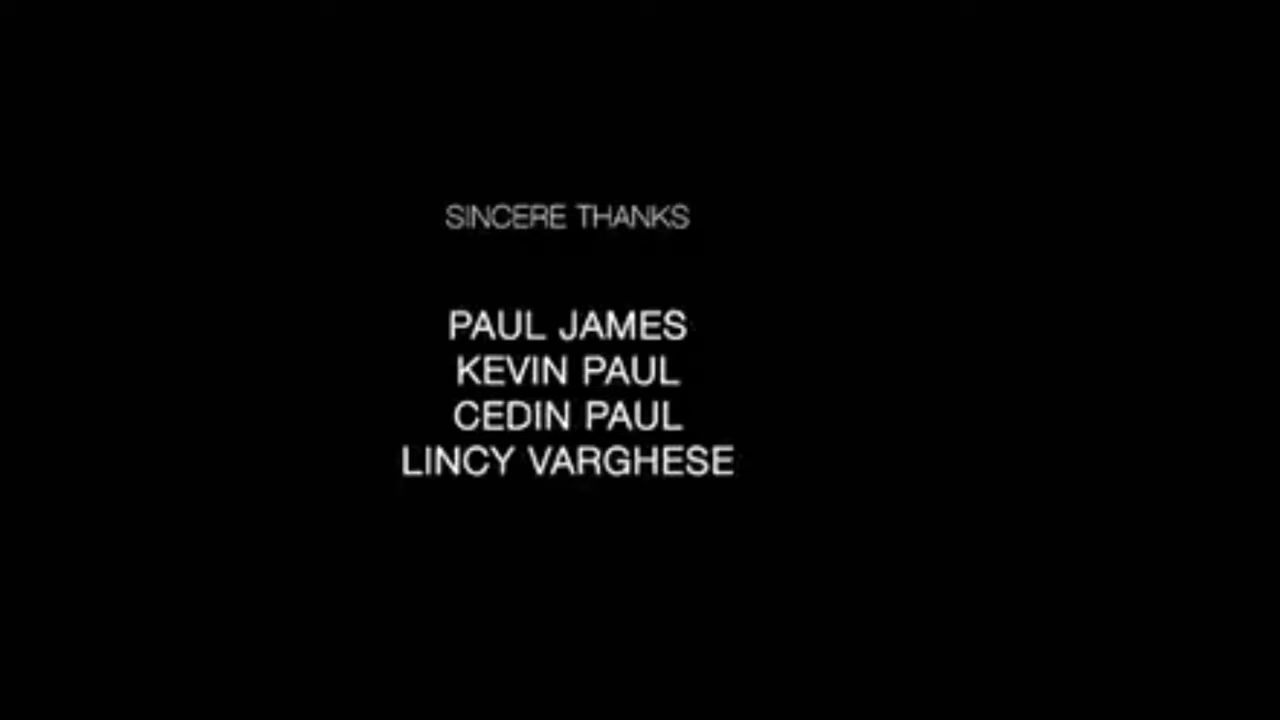 SINCERE THANKS
PAUL JAMES
KEVIN PAUL
CEDIN PAUL
LINCY VARGHESE